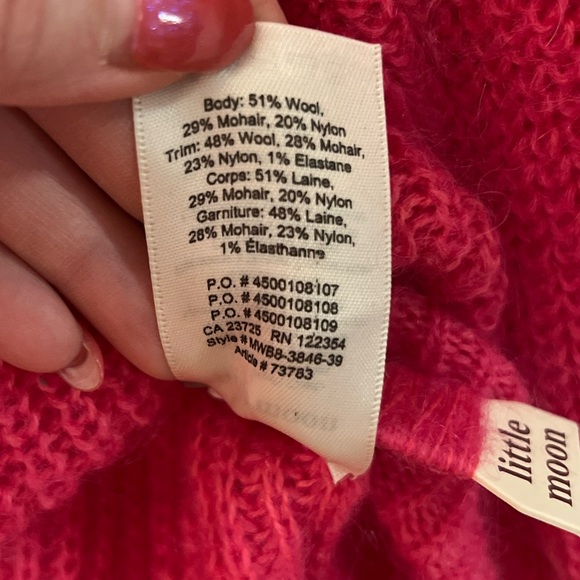 Body: 51% Wool,
29% Mohair, 20% Nylon
Trim: 48% Wool, 28% Mohair,
23% Nylon, 1% Elastane
Corps: 51% Laine,
29% Mohair, 20% Nylon
Garniture: 48% Laine,
28% Mohair, 23% Nylon,
1% Élasthanne
P.O. # 4500108107
P.O. # 4500108108
P.O. # 4500108109
CA 23725 RN 122354
Style # MWB8-3846-39
Article # 73783
little
moon